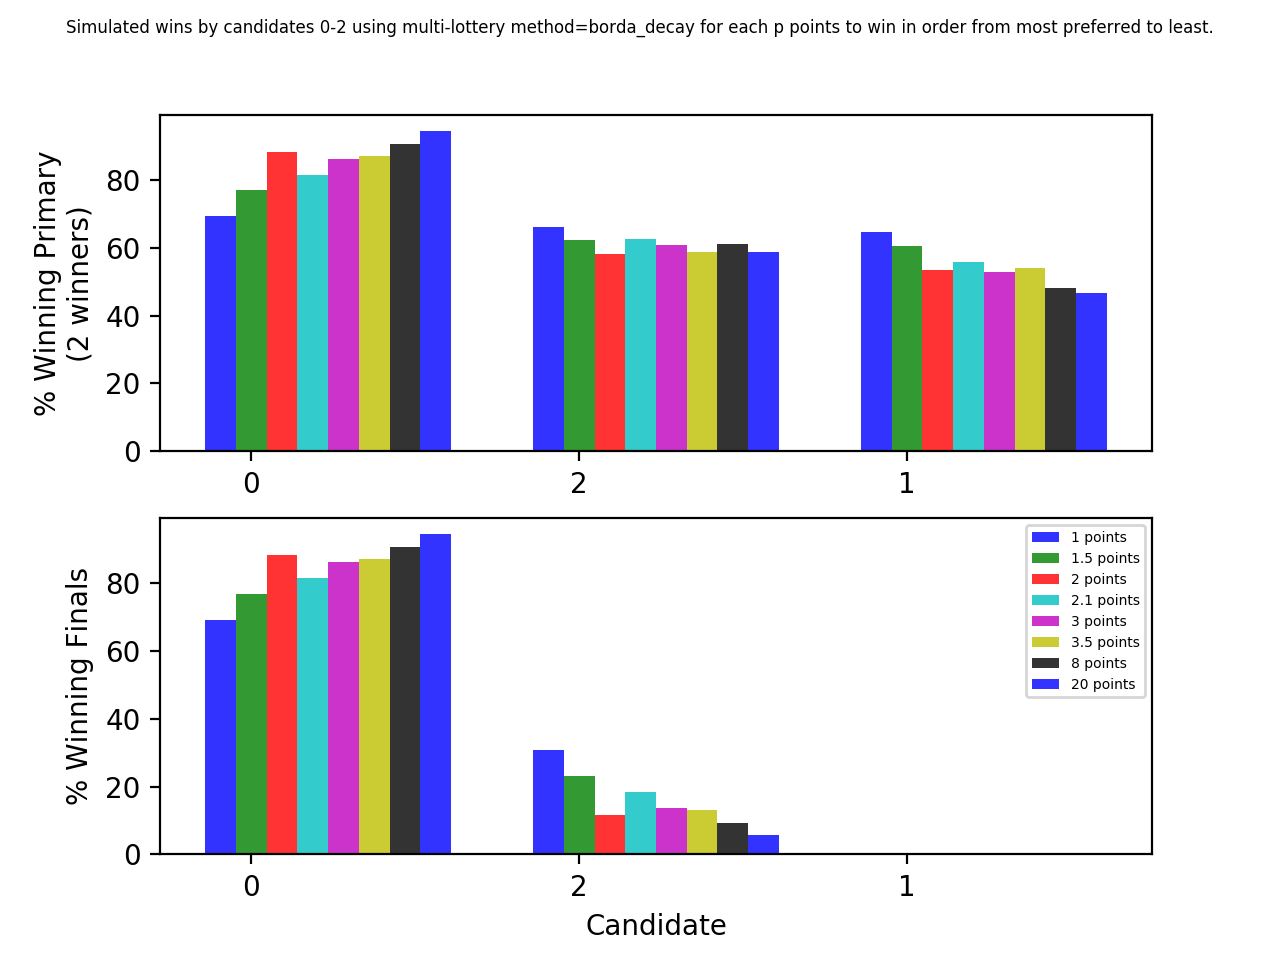 Simulated wins by candidates 0-2 using multi-lottery method=borda_decay for each p points to win in order from most preferred to least.
% Winning Primary
(2 winners)
80
60
40
20
0
0 2 1
% Winning Finals
80
60
40
20
0
1 points
1.5 points
2 points
2.1 points
3 points
3.5 points
8 points
20 points
0 2 1
Candidate